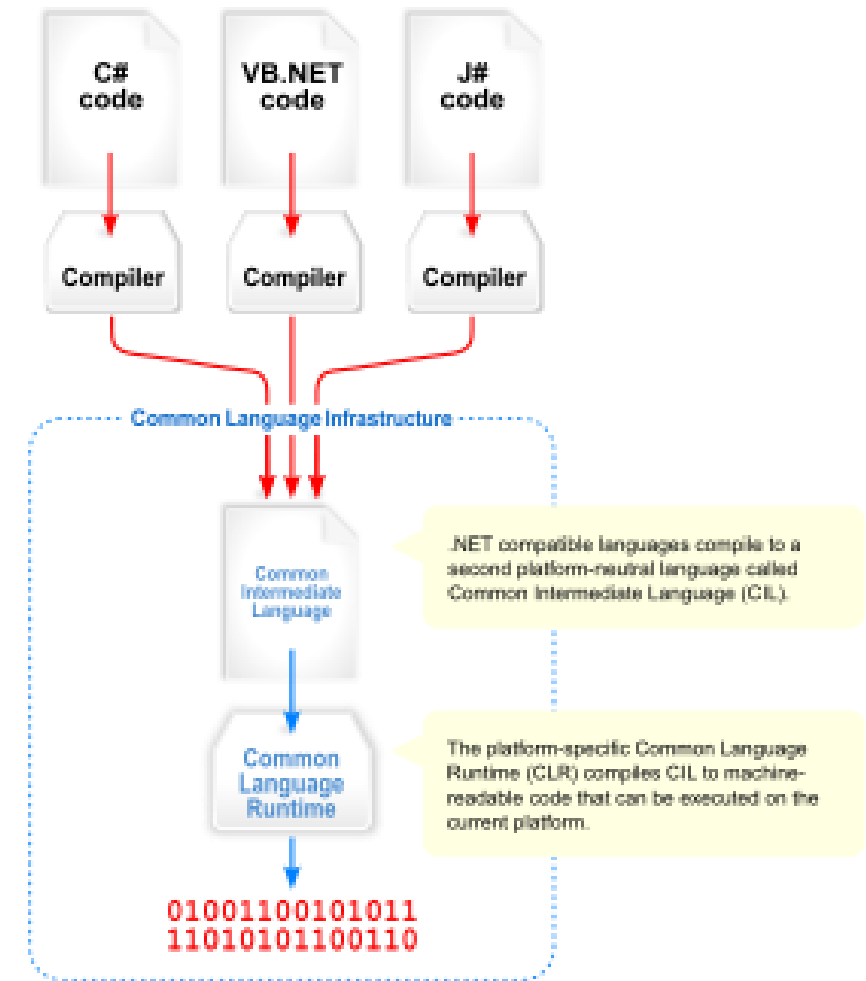 C#
code
VB.NET
code
J#
code
Compiler
Compiler
Compiler
Common Language Infrastructure
Common
Intermediate
Language
.NET compatible languages compile to a
second platform-neutral language called
Common Intermediate Language (CIL).
Common
Language
Runtime
The platform-specific Common Language
Runtime (CLR) compiles CIL to machine-
readable code that can be executed on the
current platform.
01001100101011
11010101100110